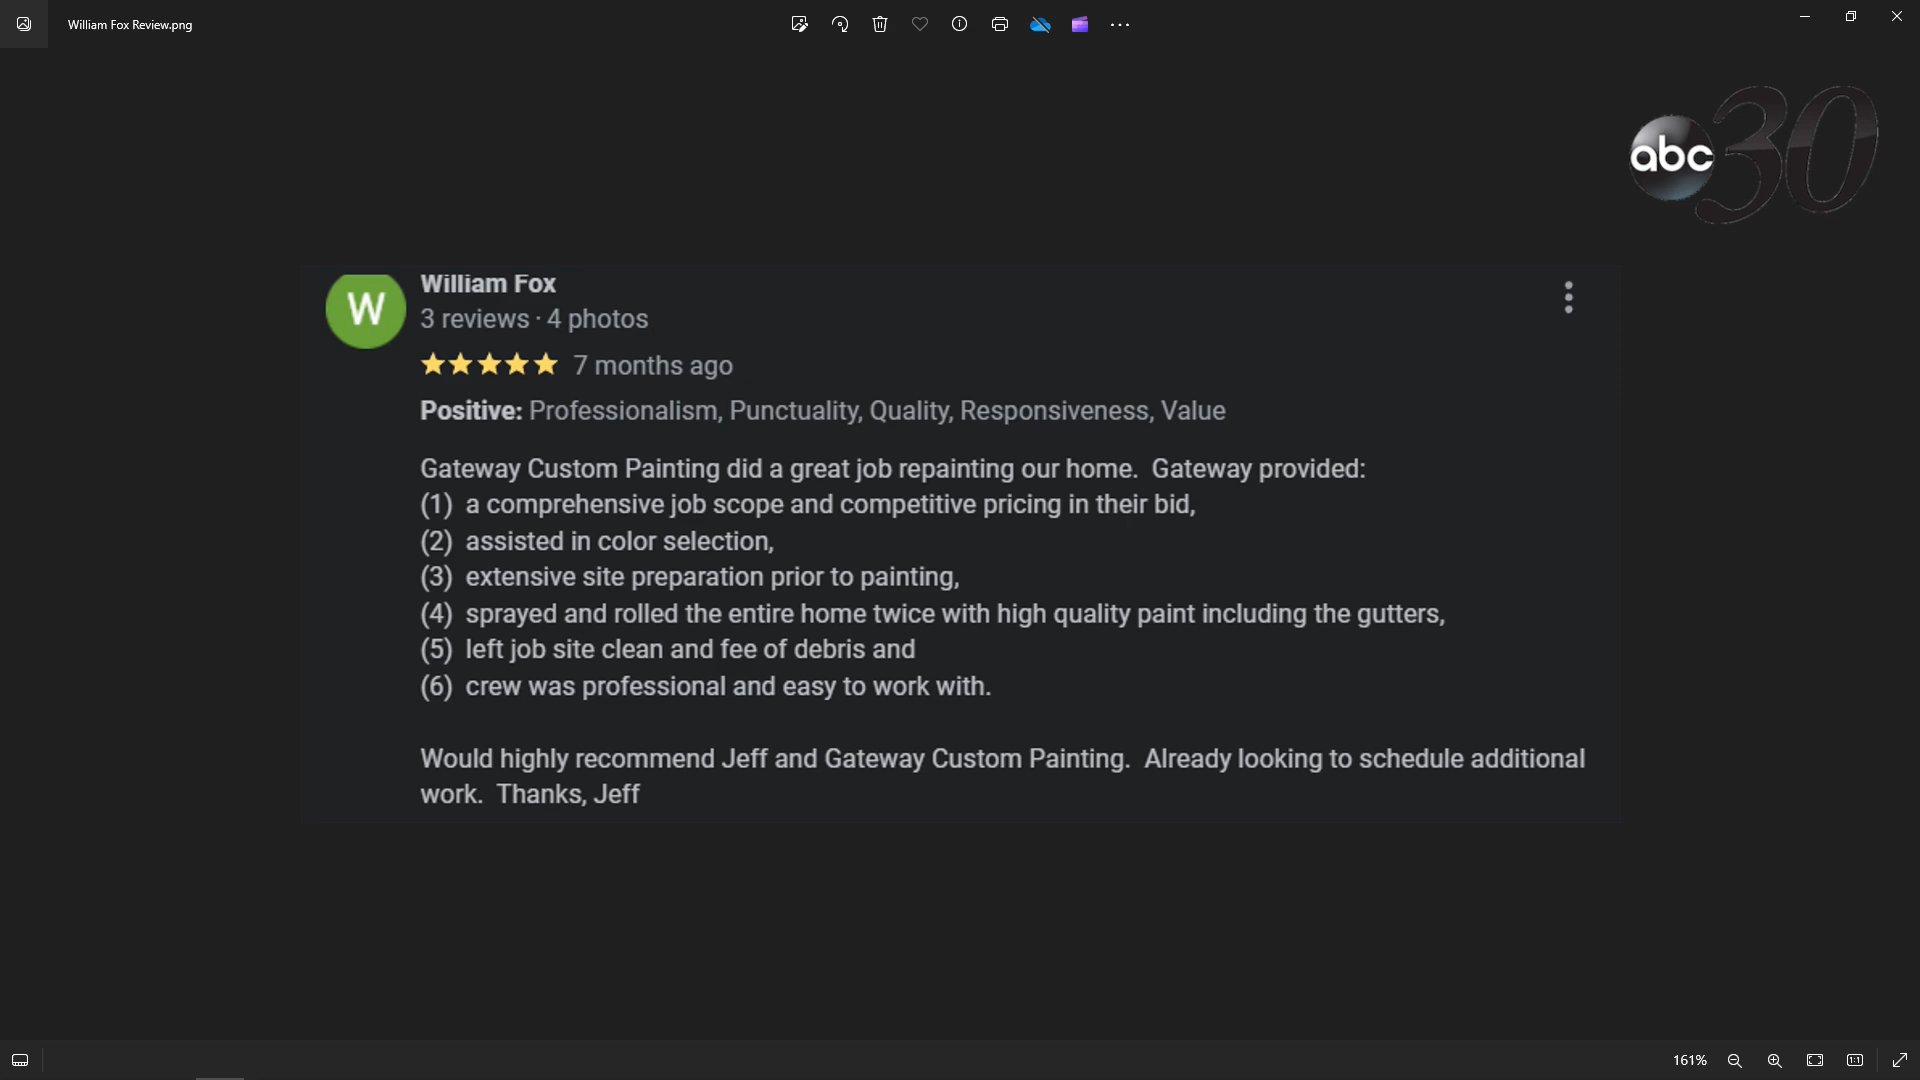 William Fox Review.png
abc 30
William Fox
W
3 reviews · 4 photos
7 months ago
Positive: Professionalism, Punctuality, Quality, Responsiveness, Value
Gateway Custom Painting did a great job repainting our home.  Gateway provided:
(1)  a comprehensive job scope and competitive pricing in their bid,
(2)  assisted in color selection,
(3)  extensive site preparation prior to painting,
(4)  sprayed and rolled the entire home twice with high quality paint including the gutters,
(5)  left job site clean and fee of debris and
(6)  crew was professional and easy to work with.
Would highly recommend Jeff and Gateway Custom Painting.  Already looking to schedule additional
work.  Thanks, Jeff
161%
1:1